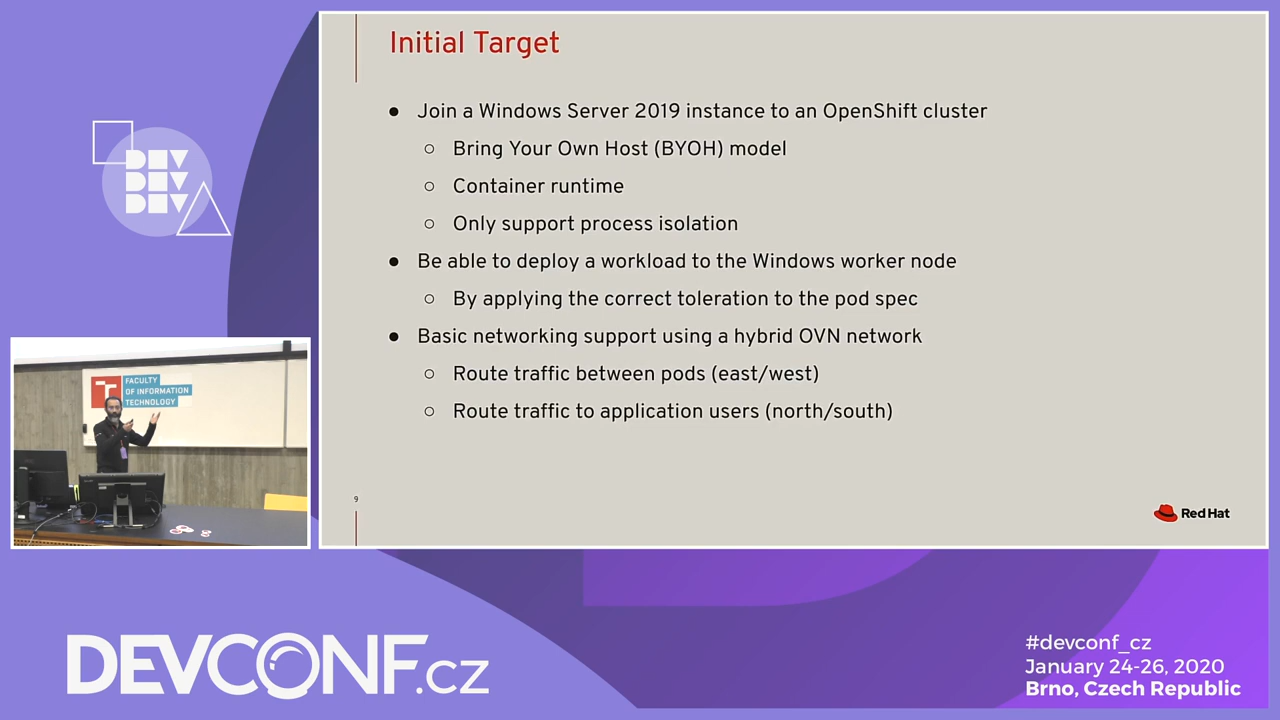 Initial Target
● Join a Windows Server 2019 instance to an OpenShift cluster
○ Bring Your Own Host (BYOH) model
○ Container runtime
○ Only support process isolation
● Be able to deploy a workload to the Windows worker node
○ By applying the correct toleration to the pod spec
● Basic networking support using a hybrid OVN network
○ Route traffic between pods (east/west)
○ Route traffic to application users (north/south)
9
Red Hat
DEV
DEV
DEV
T
FACULTY
OF INFORMATION
TECHNOLOGY
DEVCONF.cz
#devconf_cz
January 24-26, 2020
Brno, Czech Republic